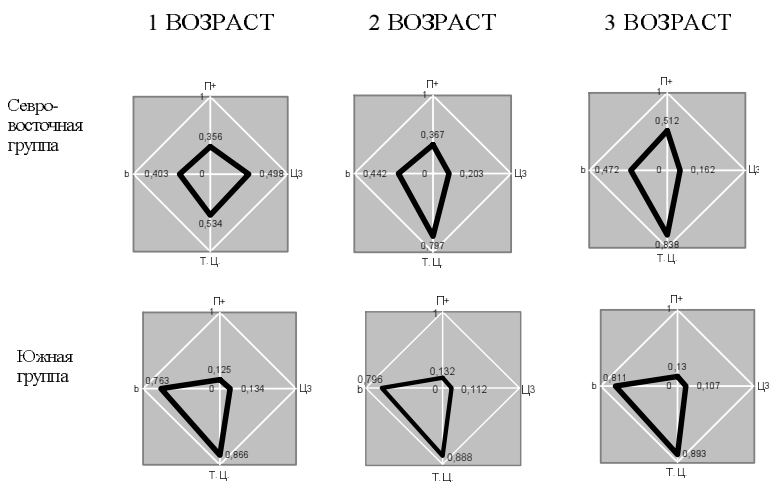 1 ВОЗРАСТ 2 ВОЗРАСТ 3 ВОЗРАСТ
Севро-
восточная
группа
П+
1
0,356
b 0,403 0 0,498 ЦЗ
0,534
Т. Ц.
П+
1
0,367
b 0,442 0 0,203 ЦЗ
0,797
Т. Ц.
П+
1
0,512
b 0,472 0 0,162 ЦЗ
0,838
Т. Ц.
Южная
группа
П+
1
0,125
0,763
b 0 0,134 ЦЗ
0,866
Т. Ц.
П+
1
0,132
0,796
b 0 0,112 ЦЗ
0,888
Т. Ц.
П+
1
0,13
0,811
b 0 0,107 ЦЗ
0,893
Т. Ц.